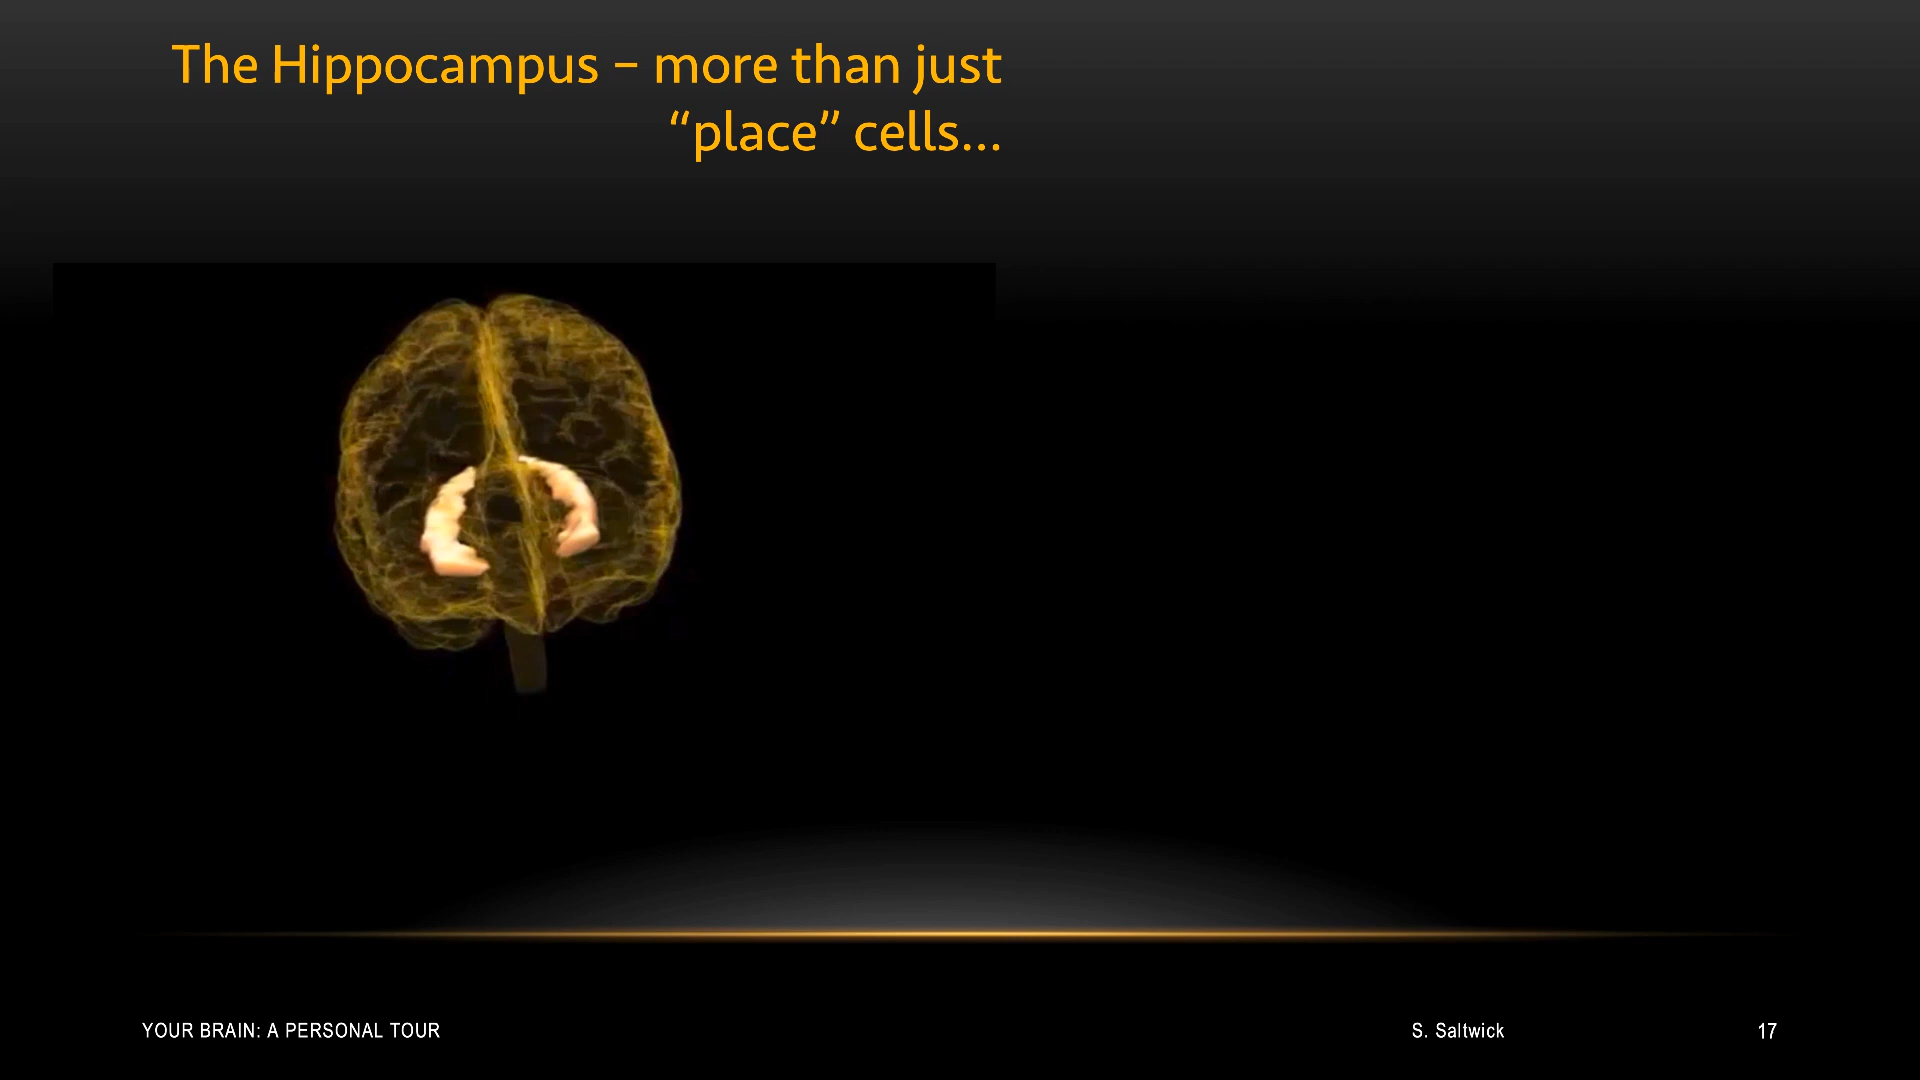 The Hippocampus – more than just
“place” cells…
YOUR BRAIN: A PERSONAL TOUR
S. Saltwick
17